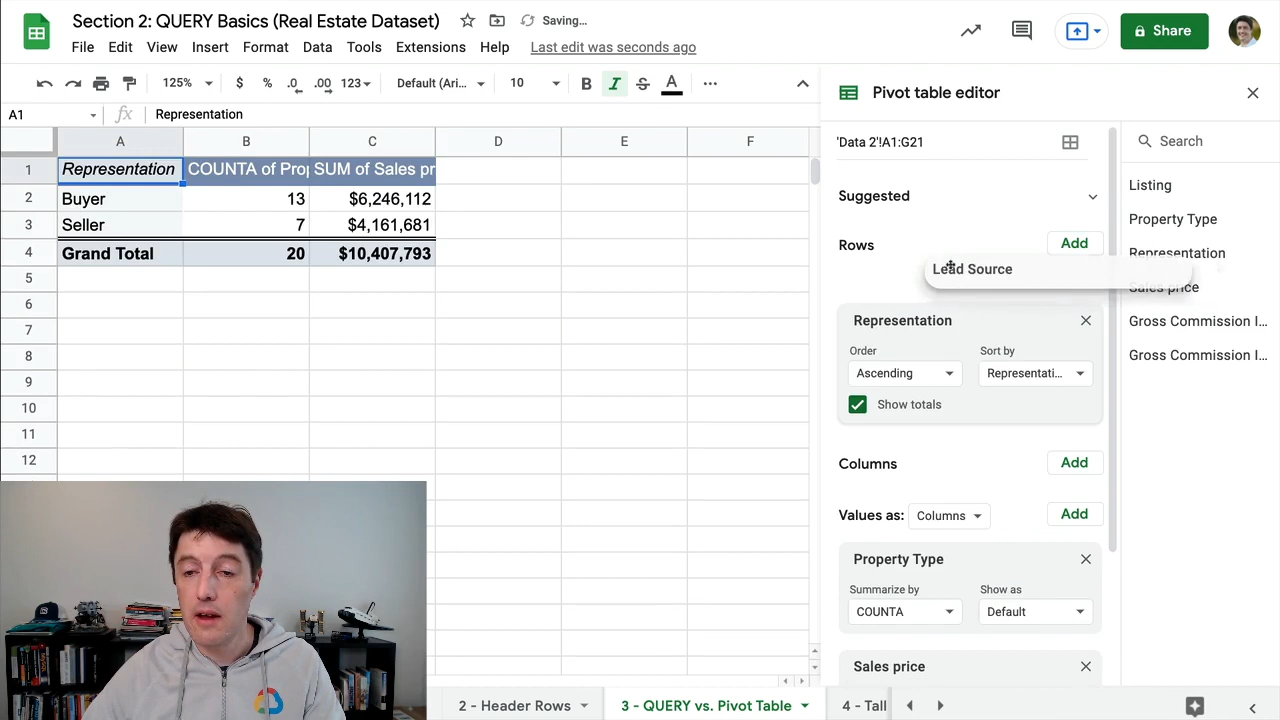 Section 2: QUERY Basics (Real Estate Dataset)
Saving…
Share
File Edit View Insert Format Data Tools Extensions Help Last edit was seconds ago
125% $ % .0 .00 123 Default (Ari... 10 B I S A
A1 fx Representation
A B C D E F
1 Representation COUNTA of Prop SUM of Sales pr
2 Buyer 13 $6,246,112
3 Seller 7 $4,161,681
4 Grand Total 20 $10,407,793
5
6
7
8
9
10
11
12
Pivot table editor
'Data 2'!A1:G21
Suggested
Rows Add
Lead Source
Representation
Order Sort by
Ascending Representati...
Show totals
Columns Add
Values as: Columns Add
Property Type
Summarize by Show as
COUNTA Default
Sales price
Search
Listing
Property Type
Representation
Sales price
Gross Commission I...
Gross Commission I...
2 - Header Rows 3 - QUERY vs. Pivot Table 4 - Tall